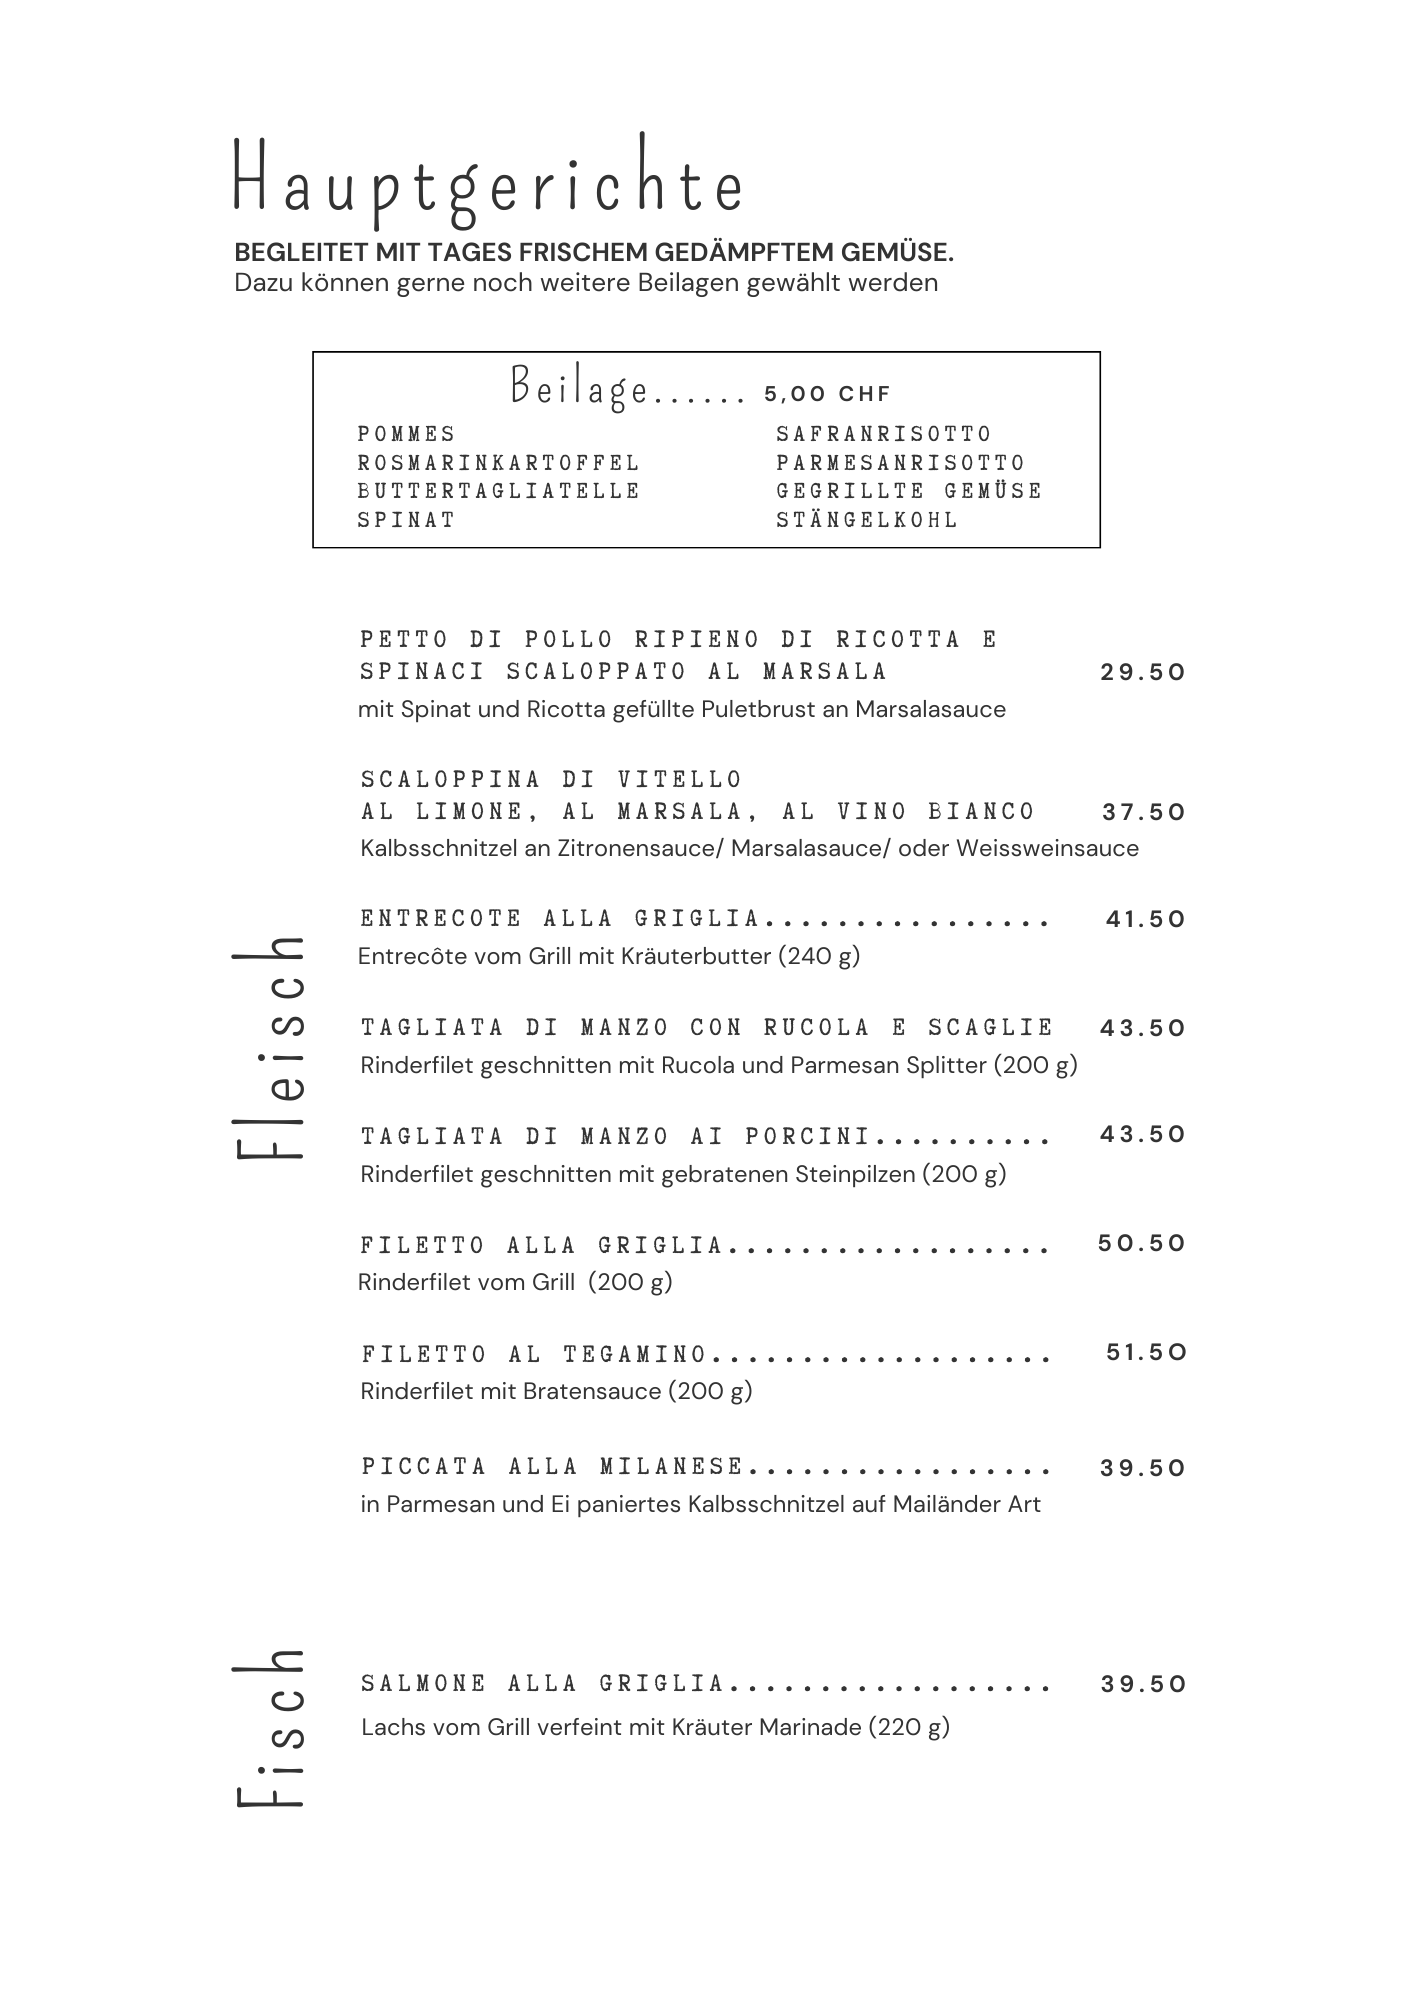 Hauptgerichte
BEGLEITET MIT TAGES FRISCHEM GEDÄMPFTEM GEMÜSE.
Dazu können gerne noch weitere Beilagen gewählt werden
Beilage...... 5,00 CHF
POMMES
ROSMARINKARTOFFEL
BUTTERTAGLIATELLE
SPINAT
SAFRANRISOTTO
PARMESANRISOTTO
GEGRILLTE GEMÜSE
STÄNGELKOHL
Fleisch
PETTO DI POLLO RIPIENO DI RICOTTA E
SPINACI SCALOPPATO AL MARSALA 29.50
mit Spinat und Ricotta gefüllte Puletbrust an Marsalasauce
SCALOPPINA DI VITELLO
AL LIMONE, AL MARSALA, AL VINO BIANCO 37.50
Kalbsschnitzel an Zitronensauce/ Marsalasauce/ oder Weissweinsauce
ENTRECOTE ALLA GRIGLIA................ 41.50
Entrecôte vom Grill mit Kräuterbutter (240 g)
TAGLIATA DI MANZO CON RUCOLA E SCAGLIE 43.50
Rinderfilet geschnitten mit Rucola und Parmesan Splitter (200 g)
TAGLIATA DI MANZO AI PORCINI.......... 43.50
Rinderfilet geschnitten mit gebratenen Steinpilzen (200 g)
FILETTO ALLA GRIGLIA.................. 50.50
Rinderfilet vom Grill  (200 g)
FILETTO AL TEGAMINO................... 51.50
Rinderfilet mit Bratensauce (200 g)
PICCATA ALLA MILANESE................. 39.50
in Parmesan und Ei paniertes Kalbsschnitzel auf Mailänder Art
Fisch
SALMONE ALLA GRIGLIA.................. 39.50
Lachs vom Grill verfeint mit Kräuter Marinade (220 g)